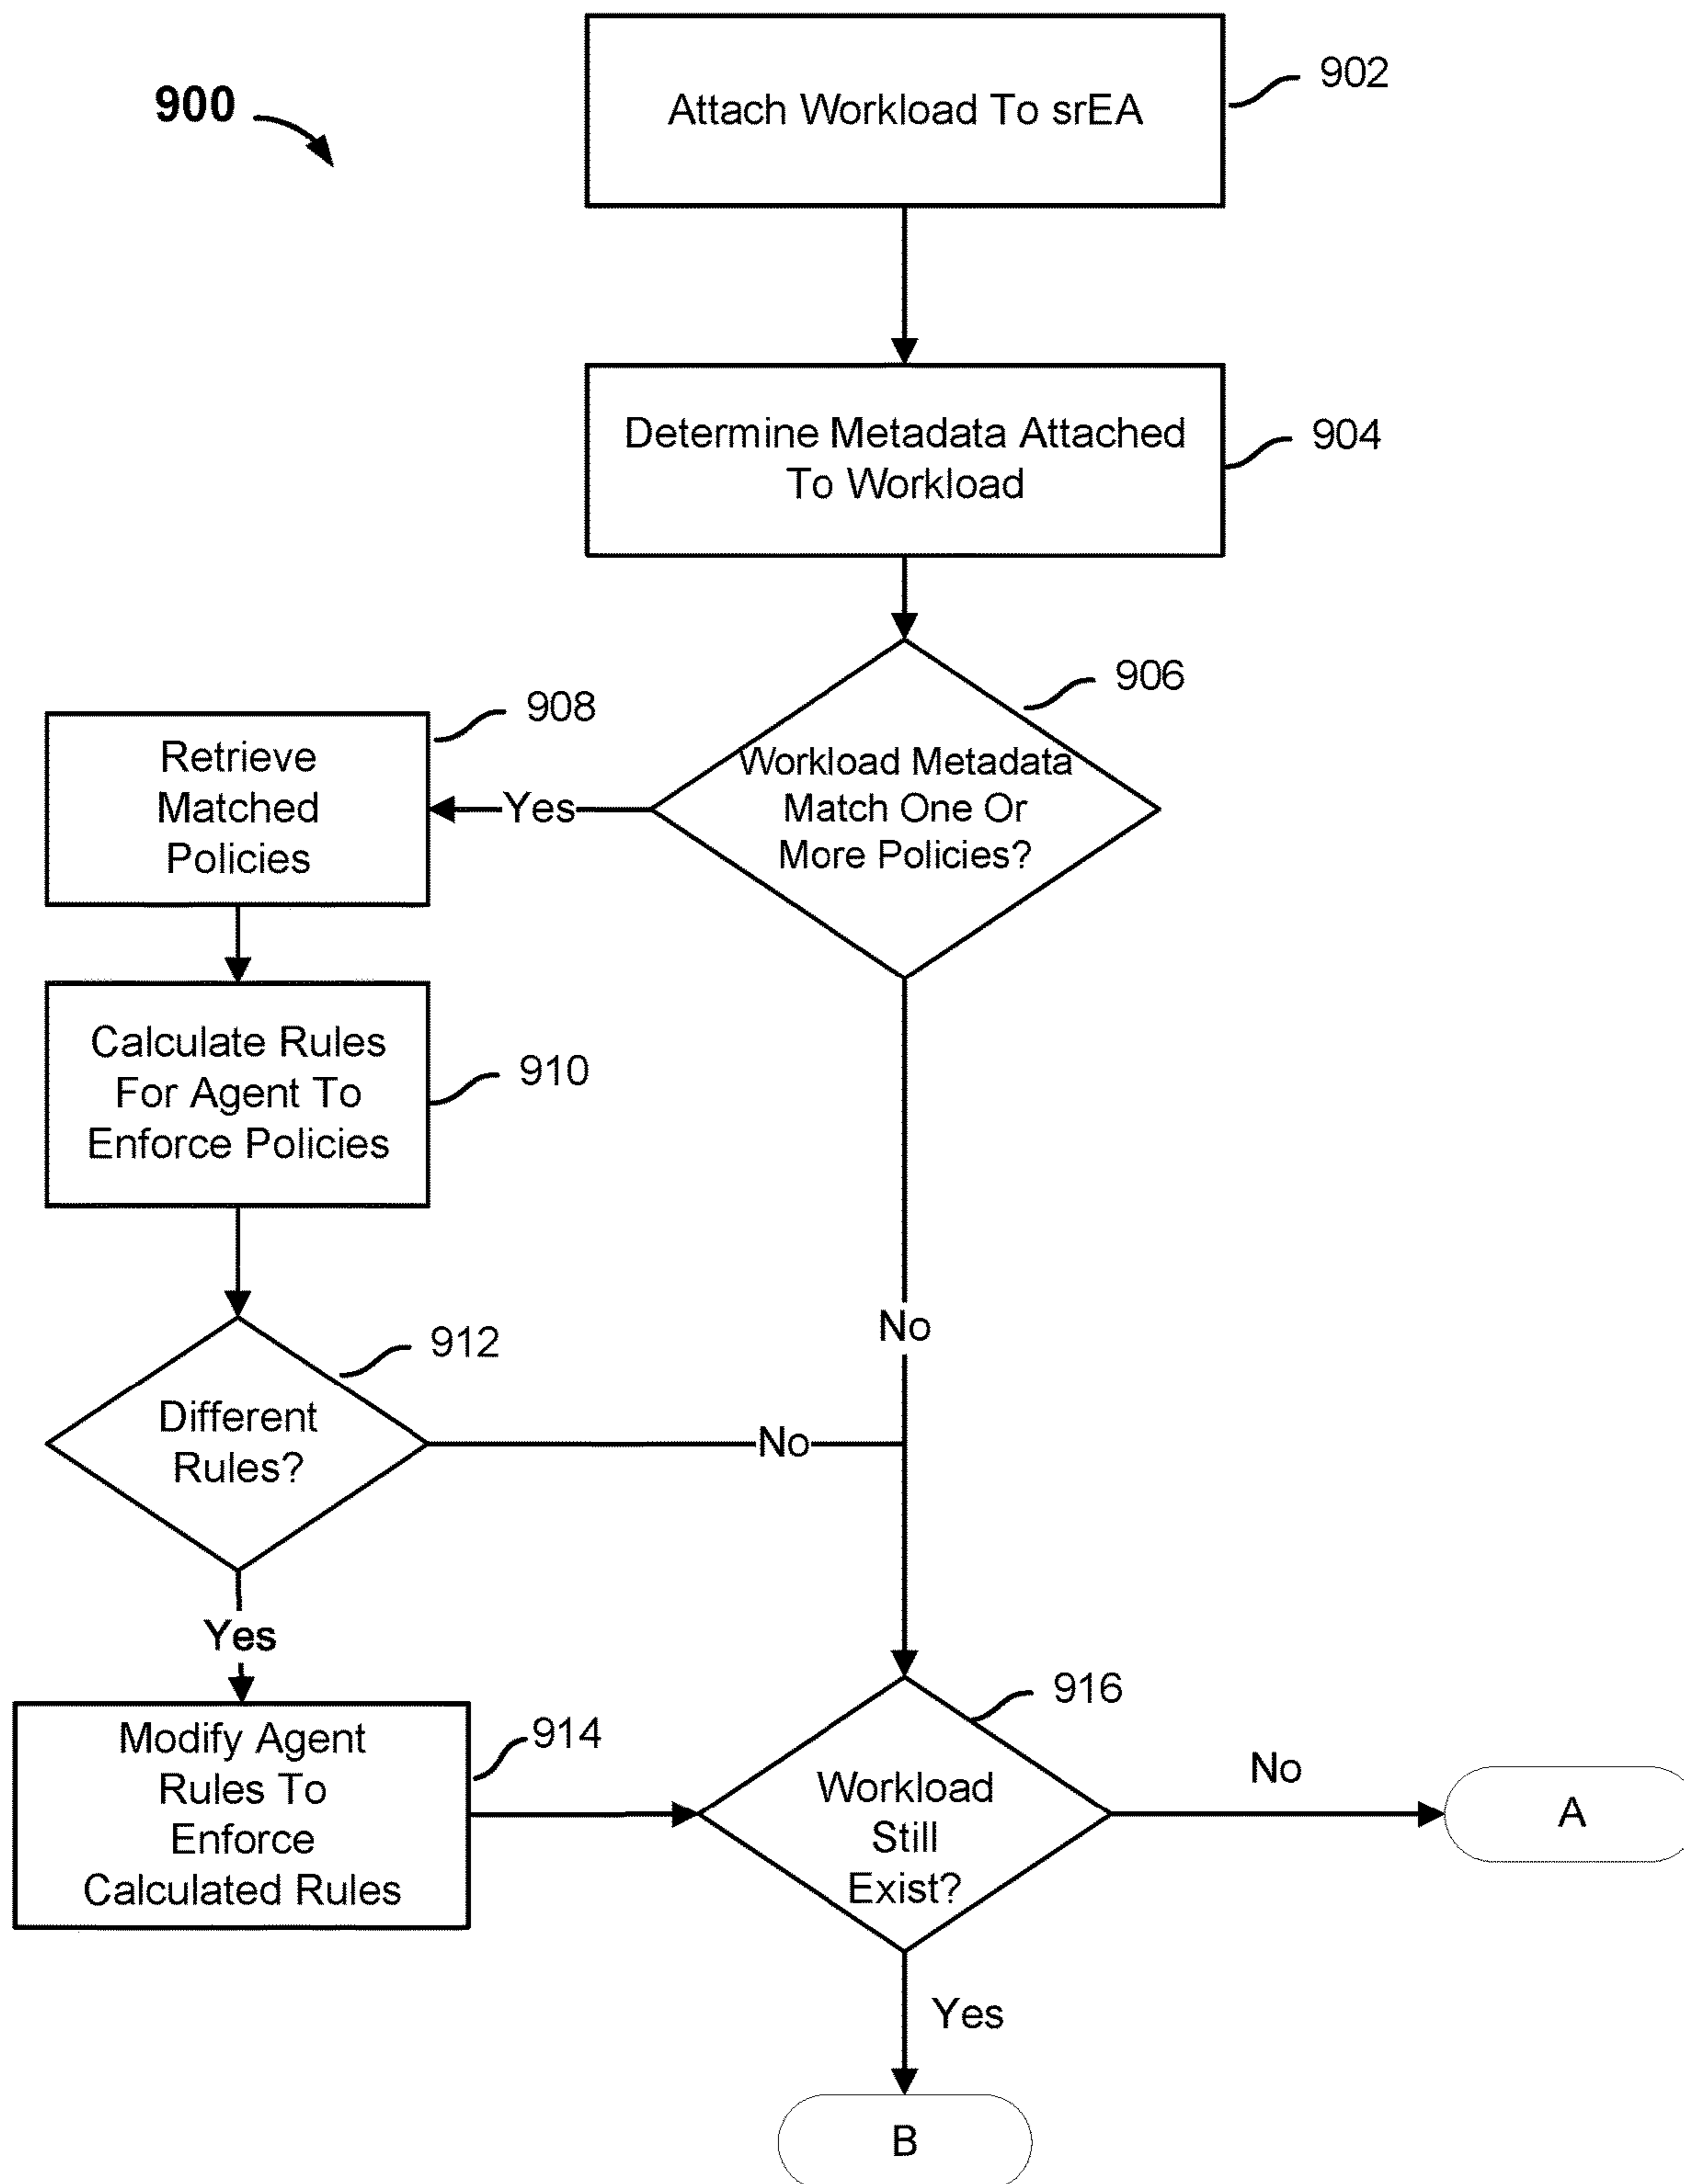 900
Attach Workload To srEA
902
Determine Metadata Attached
To Workload
904
Workload Metadata
Match One Or
More Policies?
906
Yes
908
Retrieve
Matched
Policies
Calculate Rules
For Agent To
Enforce Policies
910
No
912
Different
Rules?
No
Yes
Modify Agent
Rules To
Enforce
Calculated Rules
914
916
Workload
Still
Exist?
No
A
Yes
B